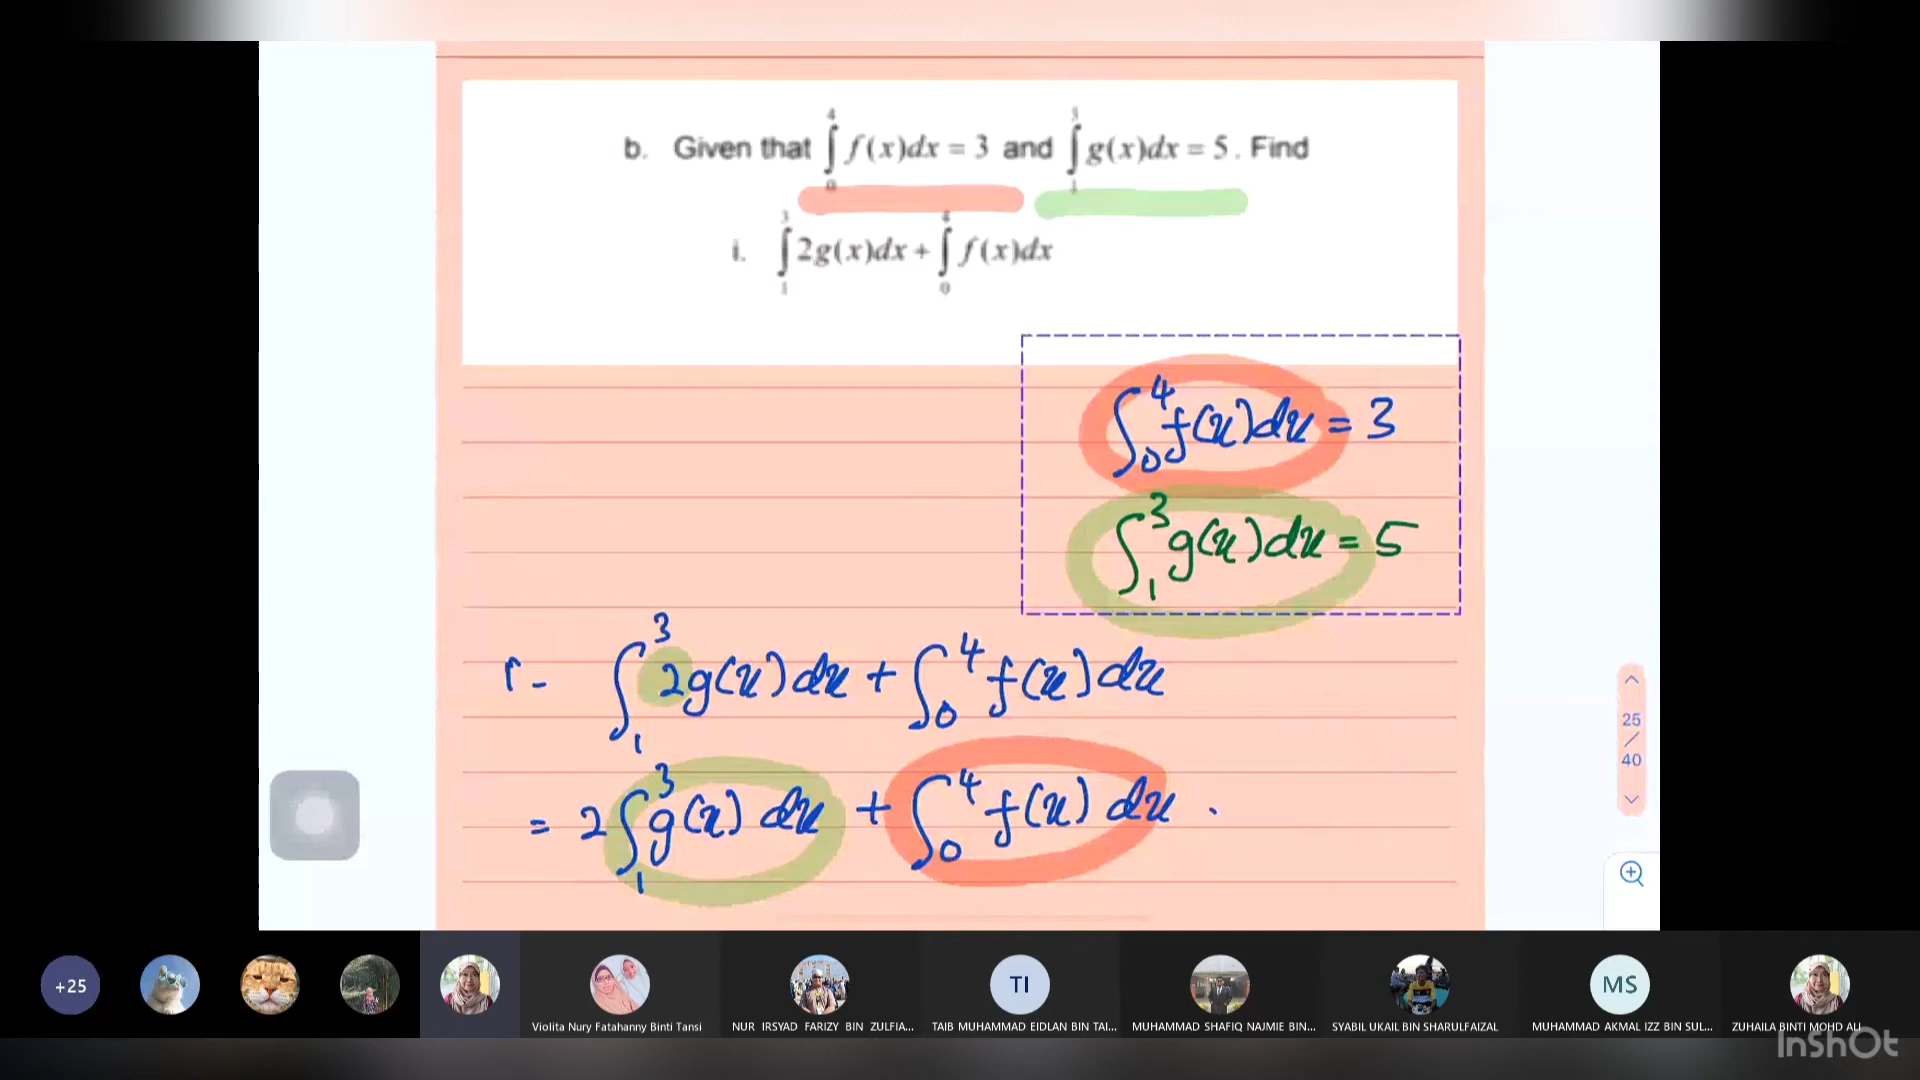 b. Given that ∫₀⁴ f(x)dx = 3 and ∫₁³ g(x)dx = 5. Find
i. ∫₁³ 2g(x)dx + ∫₀⁴ f(x)dx
∫₀⁴ f(x)dx = 3
∫₁³ g(x)dx = 5
i- ∫₁³ 2g(x)dx + ∫₀⁴ f(x)dx
= 2∫₁³ g(x) dx + ∫₀⁴ f(x) dx .
25
/
40
+25
TI
MS
Violita Nury Fatahanny Binti Tansi
NUR IRSYAD FARIZY BIN ZULFIA...
TAIB MUHAMMAD EIDLAN BIN TAI...
MUHAMMAD SHAFIQ NAJMIE BIN...
SYABIL UKAIL BIN SHARULFAIZAL
MUHAMMAD AKMAL IZZ BIN SUL...
ZUHAILA BINTI MOHD ALI
InShOt